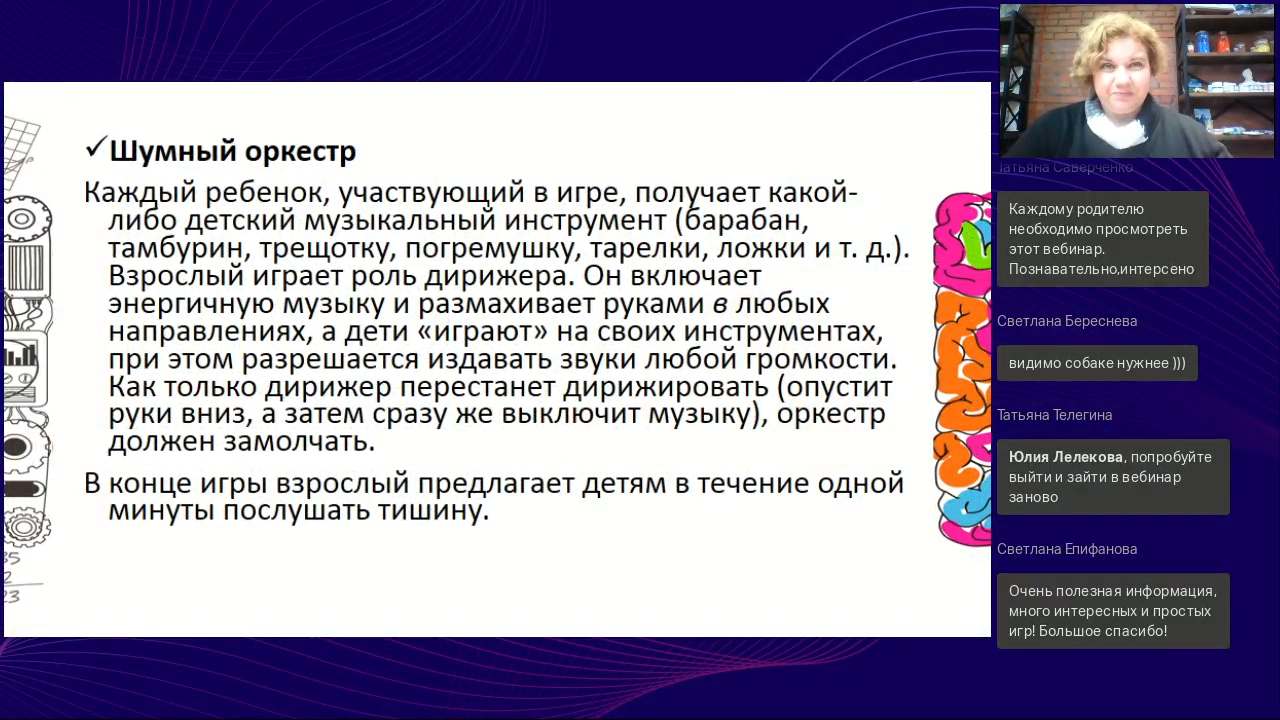 ✓Шумный оркестр
Каждый ребенок, участвующий в игре, получает какой-
либо детский музыкальный инструмент (барабан,
тамбурин, трещотку, погремушку, тарелки, ложки и т. д.).
Взрослый играет роль дирижера. Он включает
энергичную музыку и размахивает руками в любых
направлениях, а дети «играют» на своих инструментах,
при этом разрешается издавать звуки любой громкости.
Как только дирижер перестанет дирижировать (опустит
руки вниз, а затем сразу же выключит музыку), оркестр
должен замолчать.
В конце игры взрослый предлагает детям в течение одной
минуты послушать тишину.
35
2
23
Татьяна Саверченко
Каждому родителю
необходимо просмотреть
этот вебинар.
Познавательно,интерсено
Светлана Береснева
видимо собаке нужнее )))
Татьяна Телегина
Юлия Лелекова, попробуйте
выйти и зайти в вебинар
заново
Светлана Епифанова
Очень полезная информация,
много интересных и простых
игр! Большое спасибо!